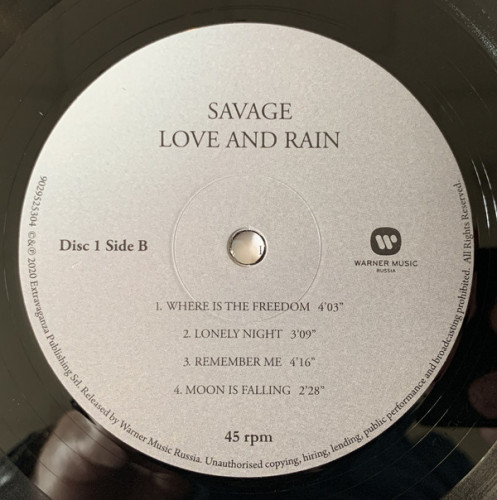 SAVAGE
LOVE AND RAIN
Disc 1 Side B
WARNER MUSIC
RUSSIA
1. WHERE IS THE FREEDOM 4'03"
2. LONELY NIGHT 3'09"
3. REMEMBER ME 4'16"
4. MOON IS FALLING 2'28"
45 rpm
9029525304 ©&℗ 2020 Extravaganza Publishing Srl. Released by Warner Music Russia. Unauthorised copying, hiring, lending, public performance and broadcasting prohibited. All Rights Reserved.